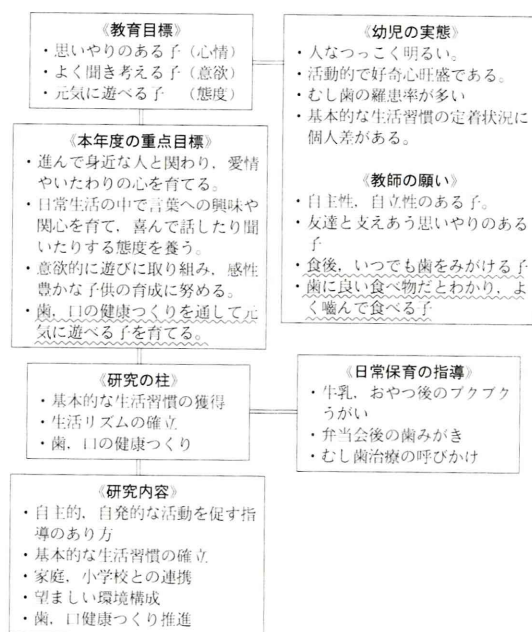 《教育目標》
・思いやりのある子(心情)
・よく聞き考える子(意欲)
・元気に遊べる子 (態度)
《幼児の実態》
・人なつっこく明るい。
・活動的で好奇心旺盛である。
・むし歯の羅患率が多い
・基本的な生活習慣の定着状況に
個人差がある。
《教師の願い》
・自主性,自立性のある子。
・友達と支えあう思いやりのある
子
・食後,いつでも歯をみがける子
・歯に良い食べ物だとわかり,よ
く嚙んで食べる子
《本年度の重点目標》
・進んで身近な人と関わり,愛情
やいたわりの心を育てる。
・日常生活の中で言葉への興味や
関心を育て,喜んで話したり聞
いたりする態度を養う。
・意欲的に遊びに取り組み,感性
豊かな子供の育成に努める。
・歯,口の健康つくりを通して元
気に遊べる子を育てる。
《研究の柱》
・基本的な生活習慣の獲得
・生活リズムの確立
・歯,口の健康つくり
《日常保育の指導》
・牛乳,おやつ後のブクブク
うがい
・弁当会後の歯みがき
・むし歯治療の呼びかけ
《研究内容》
・自主的,自発的な活動を促す指
導のあり方
・基本的な生活習慣の確立
・家庭,小学校との連携
・望ましい環境構成
・歯,口健康つくり推進